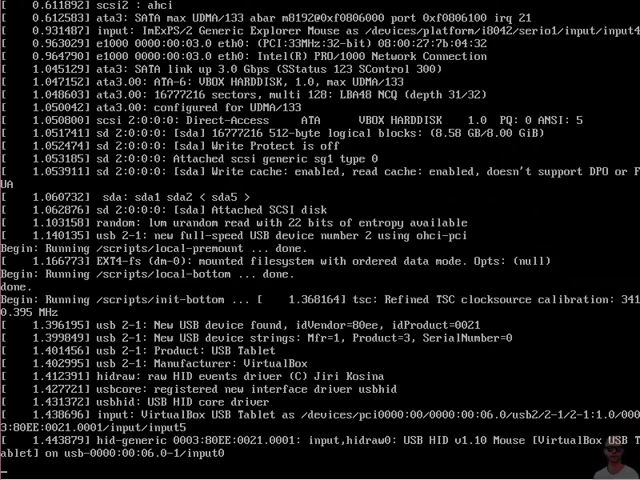 [    0.611892] scsi2 : ahci
[    0.612583] ata3: SATA max UDMA/133 abar m8192@0xf0806000 port 0xf0806100 irq 21
[    0.931487] input: ImExPS/2 Generic Explorer Mouse as /devices/platform/i8042/serio1/input/input4
[    0.963029] e1000 0000:00:03.0 eth0: (PCI:33MHz:32-bit) 08:00:27:7b:04:32
[    0.964790] e1000 0000:00:03.0 eth0: Intel(R) PRO/1000 Network Connection
[    1.045129] ata3: SATA link up 3.0 Gbps (SStatus 123 SControl 300)
[    1.047152] ata3.00: ATA-6: VBOX HARDDISK, 1.0, max UDMA/133
[    1.048603] ata3.00: 16777216 sectors, multi 128: LBA48 NCQ (depth 31/32)
[    1.050042] ata3.00: configured for UDMA/133
[    1.050800] scsi 2:0:0:0: Direct-Access     ATA      VBOX HARDDISK    1.0  PQ: 0 ANSI: 5
[    1.051741] sd 2:0:0:0: [sda] 16777216 512-byte logical blocks: (8.58 GB/8.00 GiB)
[    1.052474] sd 2:0:0:0: [sda] Write Protect is off
[    1.053185] sd 2:0:0:0: Attached scsi generic sg1 type 0
[    1.053911] sd 2:0:0:0: [sda] Write cache: enabled, read cache: enabled, doesn't support DPO or F
UA
[    1.060732]  sda: sda1 sda2 < sda5 >
[    1.062876] sd 2:0:0:0: [sda] Attached SCSI disk
[    1.103158] random: lvm urandom read with 22 bits of entropy available
[    1.140135] usb 2-1: new full-speed USB device number 2 using ohci-pci
Begin: Running /scripts/local-premount ... done.
[    1.166773] EXT4-fs (dm-0): mounted filesystem with ordered data mode. Opts: (null)
Begin: Running /scripts/local-bottom ... done.
done.
Begin: Running /scripts/init-bottom ... [    1.368164] tsc: Refined TSC clocksource calibration: 341
0.395 MHz
[    1.396195] usb 2-1: New USB device found, idVendor=80ee, idProduct=0021
[    1.399849] usb 2-1: New USB device strings: Mfr=1, Product=3, SerialNumber=0
[    1.401456] usb 2-1: Product: USB Tablet
[    1.402995] usb 2-1: Manufacturer: VirtualBox
[    1.412391] hidraw: raw HID events driver (C) Jiri Kosina
[    1.427721] usbcore: registered new interface driver usbhid
[    1.431372] usbhid: USB HID core driver
[    1.438696] input: VirtualBox USB Tablet as /devices/pci0000:00/0000:00:06.0/usb2/2-1/2-1:1.0/000
3:80EE:0021.0001/input/input5
[    1.443879] hid-generic 0003:80EE:0021.0001: input,hidraw0: USB HID v1.10 Mouse [VirtualBox USB T
ablet] on usb-0000:00:06.0-1/input0
_